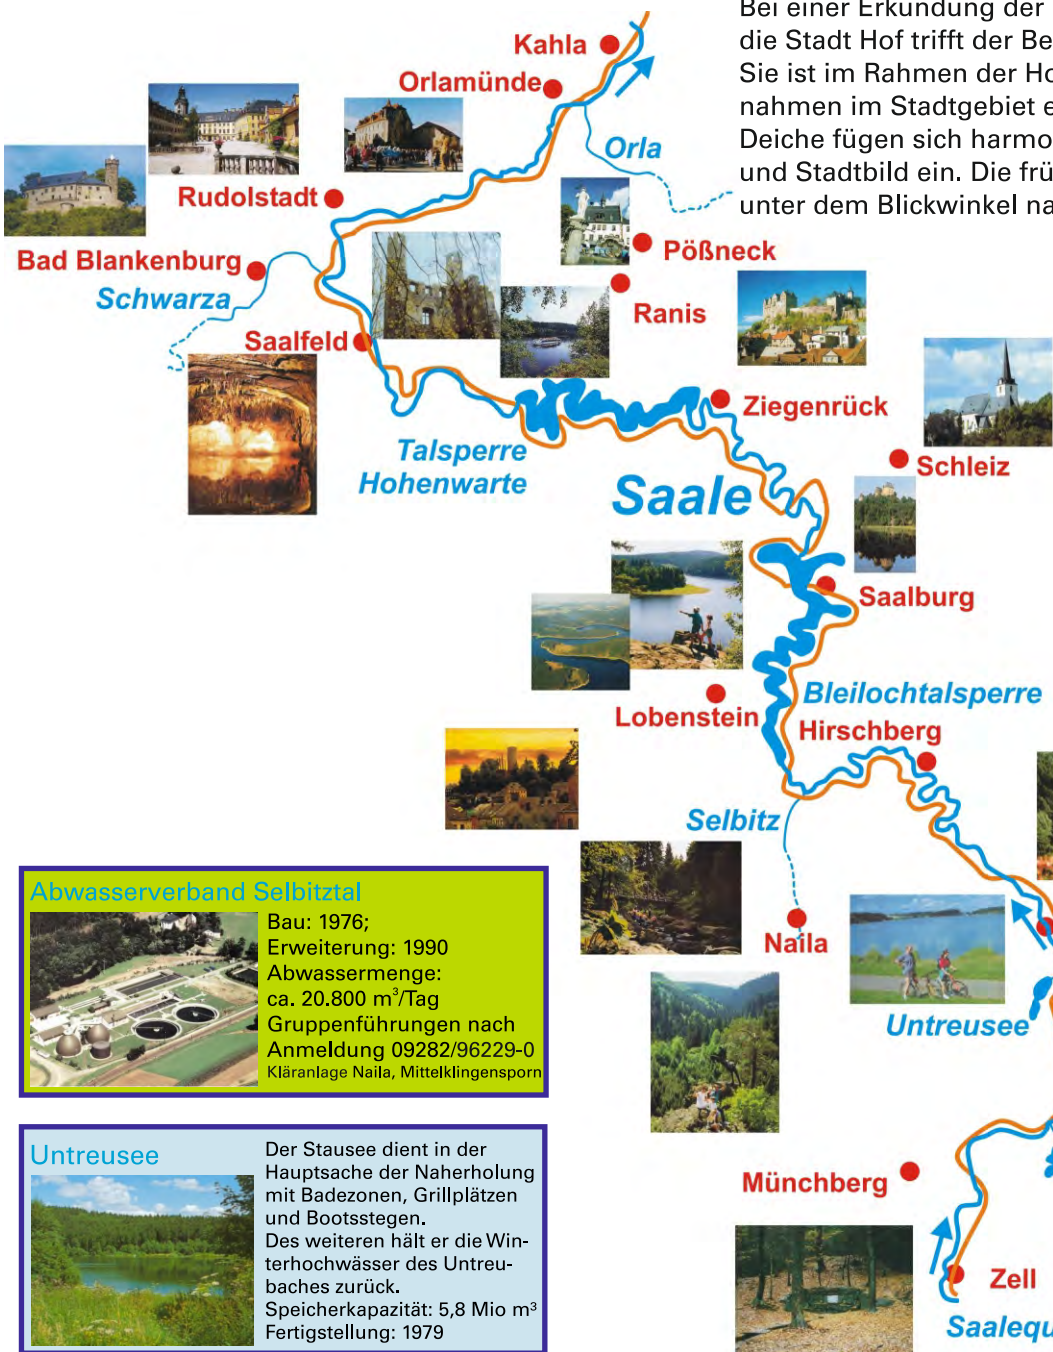 Bei einer Erkundung der
die Stadt Hof trifft der Be
Sie ist im Rahmen der Ho
nahmen im Stadtgebiet e
Deiche fügen sich harmo
und Stadtbild ein. Die frü
unter dem Blickwinkel na
Kahla
Orlamünde
Orla
Rudolstadt
Bad Blankenburg
Schwarza
Pößneck
Ranis
Saalfeld
Ziegenrück
Talsperre
Hohenwarte
Saale
Schleiz
Saalburg
Bleilochtalsperre
Lobenstein
Hirschberg
Selbitz
Naila
Untreusee
Münchberg
Zell
Saalequ
Abwasserverband Selbitztal
Bau: 1976;
Erweiterung: 1990
Abwassermenge:
ca. 20.800 m³/Tag
Gruppenführungen nach
Anmeldung 09282/96229-0
Kläranlage Naila, Mittelklingensporn
Untreusee
Der Stausee dient in der
Hauptsache der Naherholung
mit Badezonen, Grillplätzen
und Bootsstegen.
Des weiteren hält er die Win-
terhochwässer des Untreu-
baches zurück.
Speicherkapazität: 5,8 Mio m³
Fertigstellung: 1979